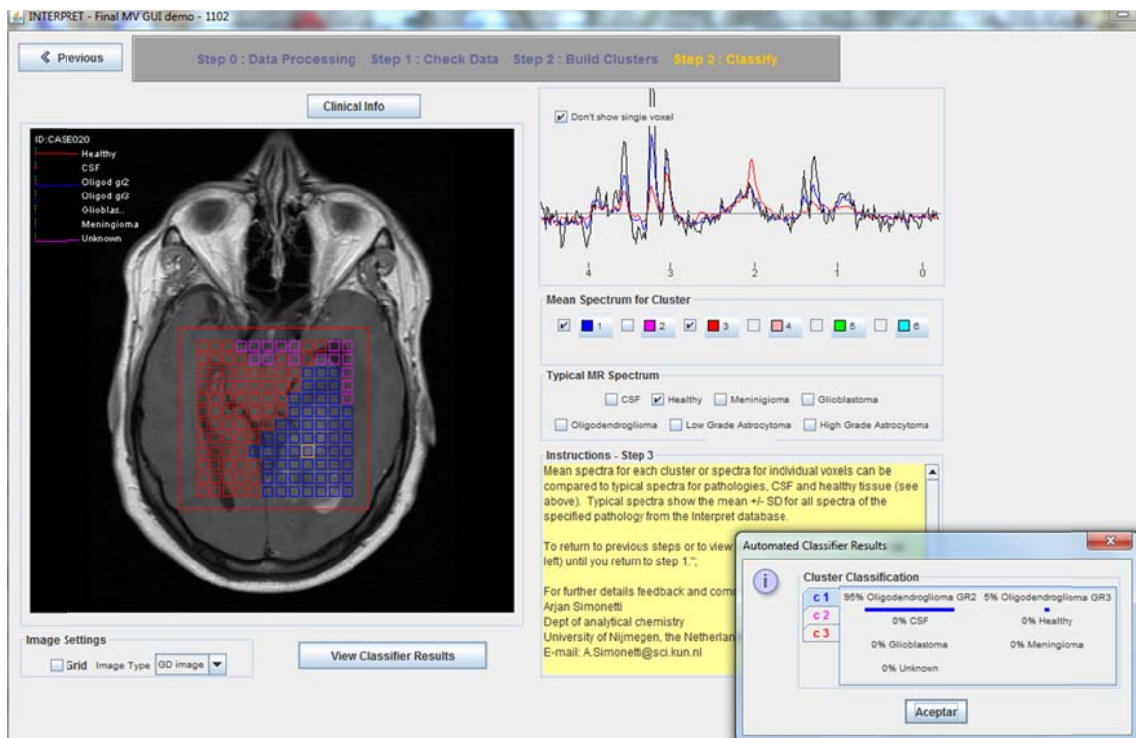 INTERPRET - Final MV GUI demo - 1102
Previous
Step 0 : Data Processing Step 1 : Check Data Step 2 : Build Clusters Step 3 : Classify
Clinical Info
ID:CASE020
Healthy
CSF
Oligod gr2
Oligod gr3
Glioblas..
Meningioma
Unknown
Don't show single voxel
4 3 2 1 0
Mean Spectrum for Cluster
1 2 3 4 5 6
Typical MR Spectrum
CSF Healthy Meninigioma Glioblastoma
Oligodendroglioma Low Grade Astrocytoma High Grade Astrocytoma
Instructions - Step 3
Mean spectra for each cluster or spectra for individual voxels can be
compared to typical spectra for pathologies, CSF and healthy tissue (see
above). Typical spectra show the mean +/- SD for all spectra of the
specified pathology from the Interpret database.
To return to previous steps or to view
left) until you return to step 1.";
For further details feedback and com
Arjan Simonetti
Dept of analytical chemistry
University of Nijmegen, the Netherlan
E-mail: A.Simonetti@sci.kun.nl
Image Settings
Grid Image Type GD image
View Classifier Results
Automated Classifier Results
Cluster Classification
c 1
c 2
c 3
95% Oligodendroglioma GR2 5% Oligodendroglioma GR3
0% CSF 0% Healthy
0% Glioblastoma 0% Meningioma
0% Unknown
Aceptar